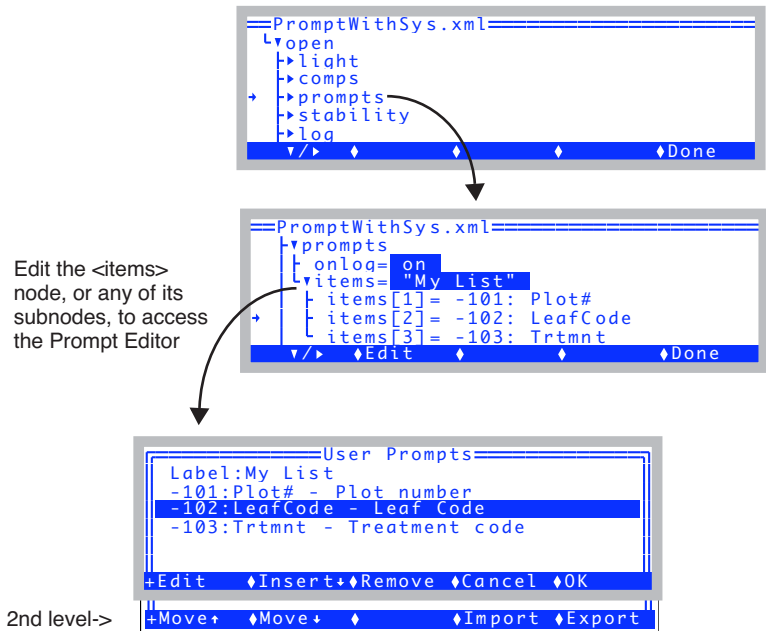 PromptWithSys.xml
open
light
comps
prompts
stability
log
Done
PromptWithSys.xml
prompts
onlog= on
items= "My List"
items[1]= -101: Plot#
items[2]= -102: LeafCode
items[3]= -103: Trtmnt
Edit Done
Edit the <items>
node, or any of its
subnodes, to access
the Prompt Editor
User Prompts
Label:My List
-101:Plot# - Plot number
-102:LeafCode - Leaf Code
-103:Trtmnt - Treatment code
+Edit ♦Insert↓♦Remove ♦Cancel ♦OK
2nd level-> +Move↑ ♦Move↓ ♦ ♦Import ♦Export